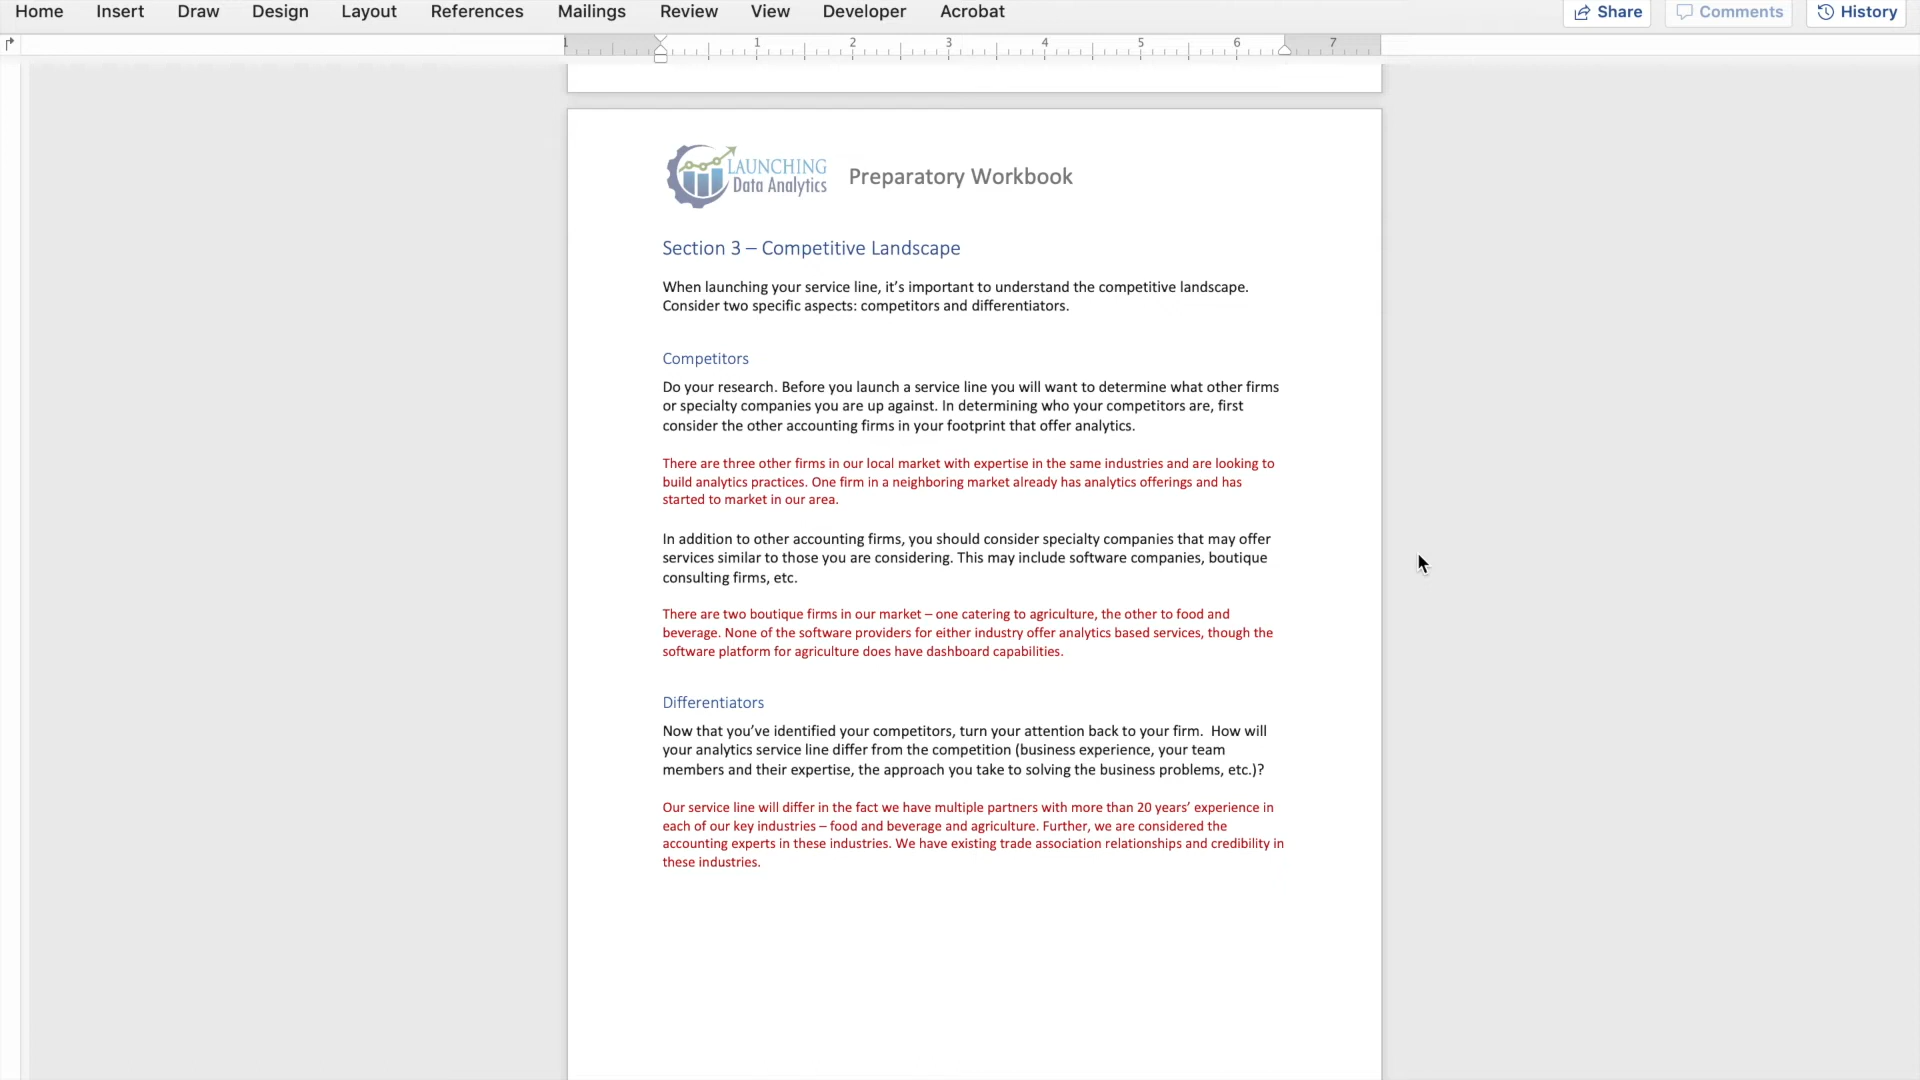 Home Insert Draw Design Layout References Mailings Review View Developer Acrobat Share Comments History
1 1 2 3 4 5 6 7
LAUNCHING
Data Analytics
Preparatory Workbook
Section 3 – Competitive Landscape
When launching your service line, it’s important to understand the competitive landscape.
Consider two specific aspects: competitors and differentiators.
Competitors
Do your research. Before you launch a service line you will want to determine what other firms
or specialty companies you are up against. In determining who your competitors are, first
consider the other accounting firms in your footprint that offer analytics.
There are three other firms in our local market with expertise in the same industries and are looking to
build analytics practices. One firm in a neighboring market already has analytics offerings and has
started to market in our area.
In addition to other accounting firms, you should consider specialty companies that may offer
services similar to those you are considering. This may include software companies, boutique
consulting firms, etc.
There are two boutique firms in our market – one catering to agriculture, the other to food and
beverage. None of the software providers for either industry offer analytics based services, though the
software platform for agriculture does have dashboard capabilities.
Differentiators
Now that you’ve identified your competitors, turn your attention back to your firm.  How will
your analytics service line differ from the competition (business experience, your team
members and their expertise, the approach you take to solving the business problems, etc.)?
Our service line will differ in the fact we have multiple partners with more than 20 years’ experience in
each of our key industries – food and beverage and agriculture. Further, we are considered the
accounting experts in these industries. We have existing trade association relationships and credibility in
these industries.